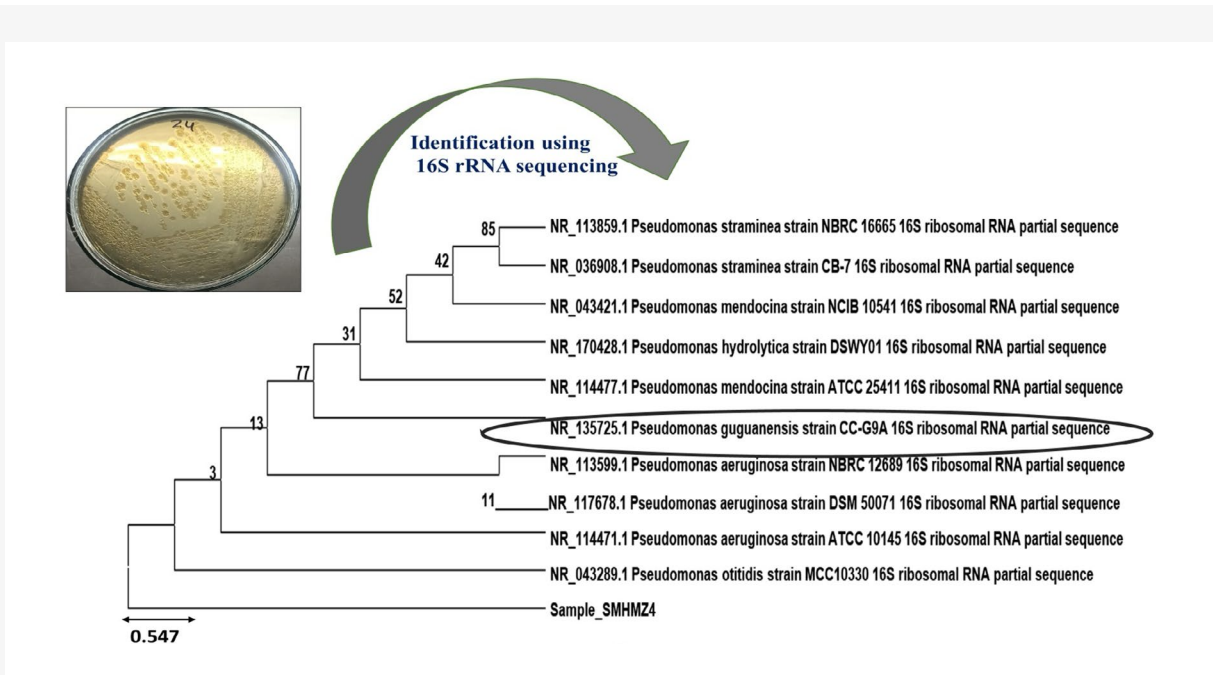 24
Identification using
16S rRNA sequencing
85
NR_113859.1 Pseudomonas straminea strain NBRC 16665 16S ribosomal RNA partial sequence
NR_036908.1 Pseudomonas straminea strain CB-7 16S ribosomal RNA partial sequence
42
NR_043421.1 Pseudomonas mendocina strain NCIB 10541 16S ribosomal RNA partial sequence
52
NR_170428.1 Pseudomonas hydrolytica strain DSWY01 16S ribosomal RNA partial sequence
31
NR_114477.1 Pseudomonas mendocina strain ATCC 25411 16S ribosomal RNA partial sequence
77
NR_135725.1 Pseudomonas guguanensis strain CC-G9A 16S ribosomal RNA partial sequence
13
NR_113599.1 Pseudomonas aeruginosa strain NBRC 12689 16S ribosomal RNA partial sequence
3
11
NR_117678.1 Pseudomonas aeruginosa strain DSM 50071 16S ribosomal RNA partial sequence
NR_114471.1 Pseudomonas aeruginosa strain ATCC 10145 16S ribosomal RNA partial sequence
NR_043289.1 Pseudomonas otitidis strain MCC10330 16S ribosomal RNA partial sequence
Sample_SMHMZ4
0.547